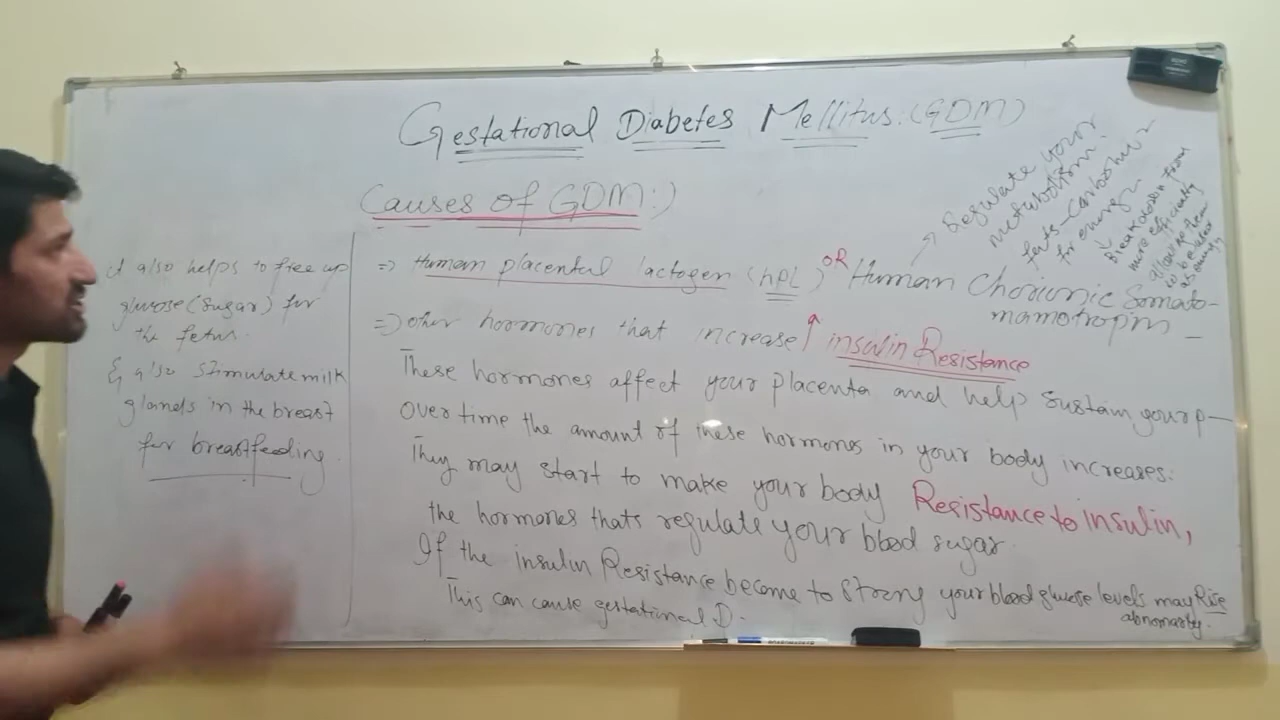 Gestational Diabetes Mellitus:(GDM)
Causes of GDM:)
It also helps to free up
glucose (sugar) for
the fetus.
& also stimulate milk
glands in the breast
for breastfeeding.
⇒ Human placental lactogen (hPL) OR Human Chorionic Somato-
mamotropin
→ Regulate your
metabolism.
fats - 
for energy
Breakdown from
more efficiently
⇒ other hormones that increase ↑ insulin Resistance
These hormones affect your placenta and help sustain your p—
over time the amount of these hormones in your body increases.
They may start to make your body Resistance to insulin,
the hormones thats regulate your blood sugar.
If the insulin Resistance become to strong your blood glucose levels may Rise
abnormaly.
This can cause gestational D.